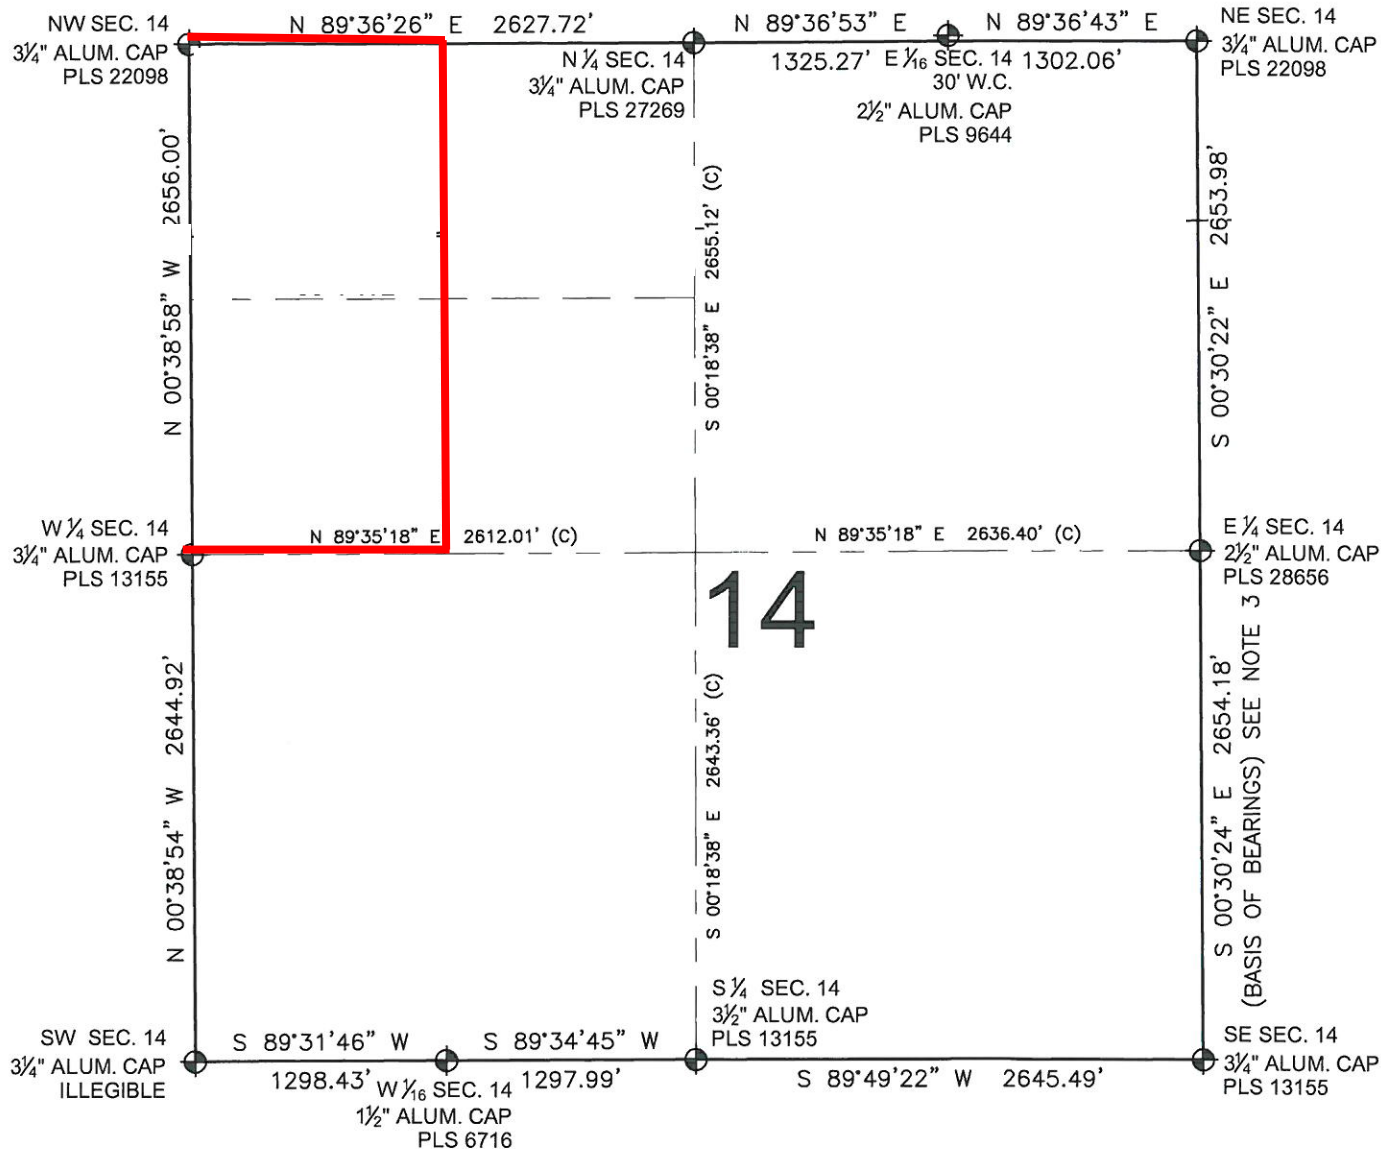 NW SEC. 14
3¼" ALUM. CAP
PLS 22098
N 89°36'26" E 2627.72'
N ¼ SEC. 14
3¼" ALUM. CAP
PLS 27269
N 89°36'53" E
1325.27'
E 1⁄16 SEC. 14
30' W.C.
2½" ALUM. CAP
PLS 9644
N 89°36'43" E
1302.06'
NE SEC. 14
3¼" ALUM. CAP
PLS 22098
N 00°38'58" W 2656.00'
S 00°18'38" E 2655.12' (C)
S 00°30'22" E 2653.98'
W ¼ SEC. 14
3¼" ALUM. CAP
PLS 13155
N 89°35'18" E 2612.01' (C)
N 89°35'18" E 2636.40' (C)
E ¼ SEC. 14
2½" ALUM. CAP
PLS 28656
14
N 00°38'54" W 2644.92'
S 00°18'38" E 2643.36' (C)
S 00°30'24" E 2654.18'
(BASIS OF BEARINGS) SEE NOTE 3
SW SEC. 14
3¼" ALUM. CAP
ILLEGIBLE
S 89°31'46" W
1298.43'
W 1⁄16 SEC. 14
1½" ALUM. CAP
PLS 6716
S 89°34'45" W
1297.99'
S ¼ SEC. 14
3½" ALUM. CAP
PLS 13155
S 89°49'22" W 2645.49'
SE SEC. 14
3¼" ALUM. CAP
PLS 13155